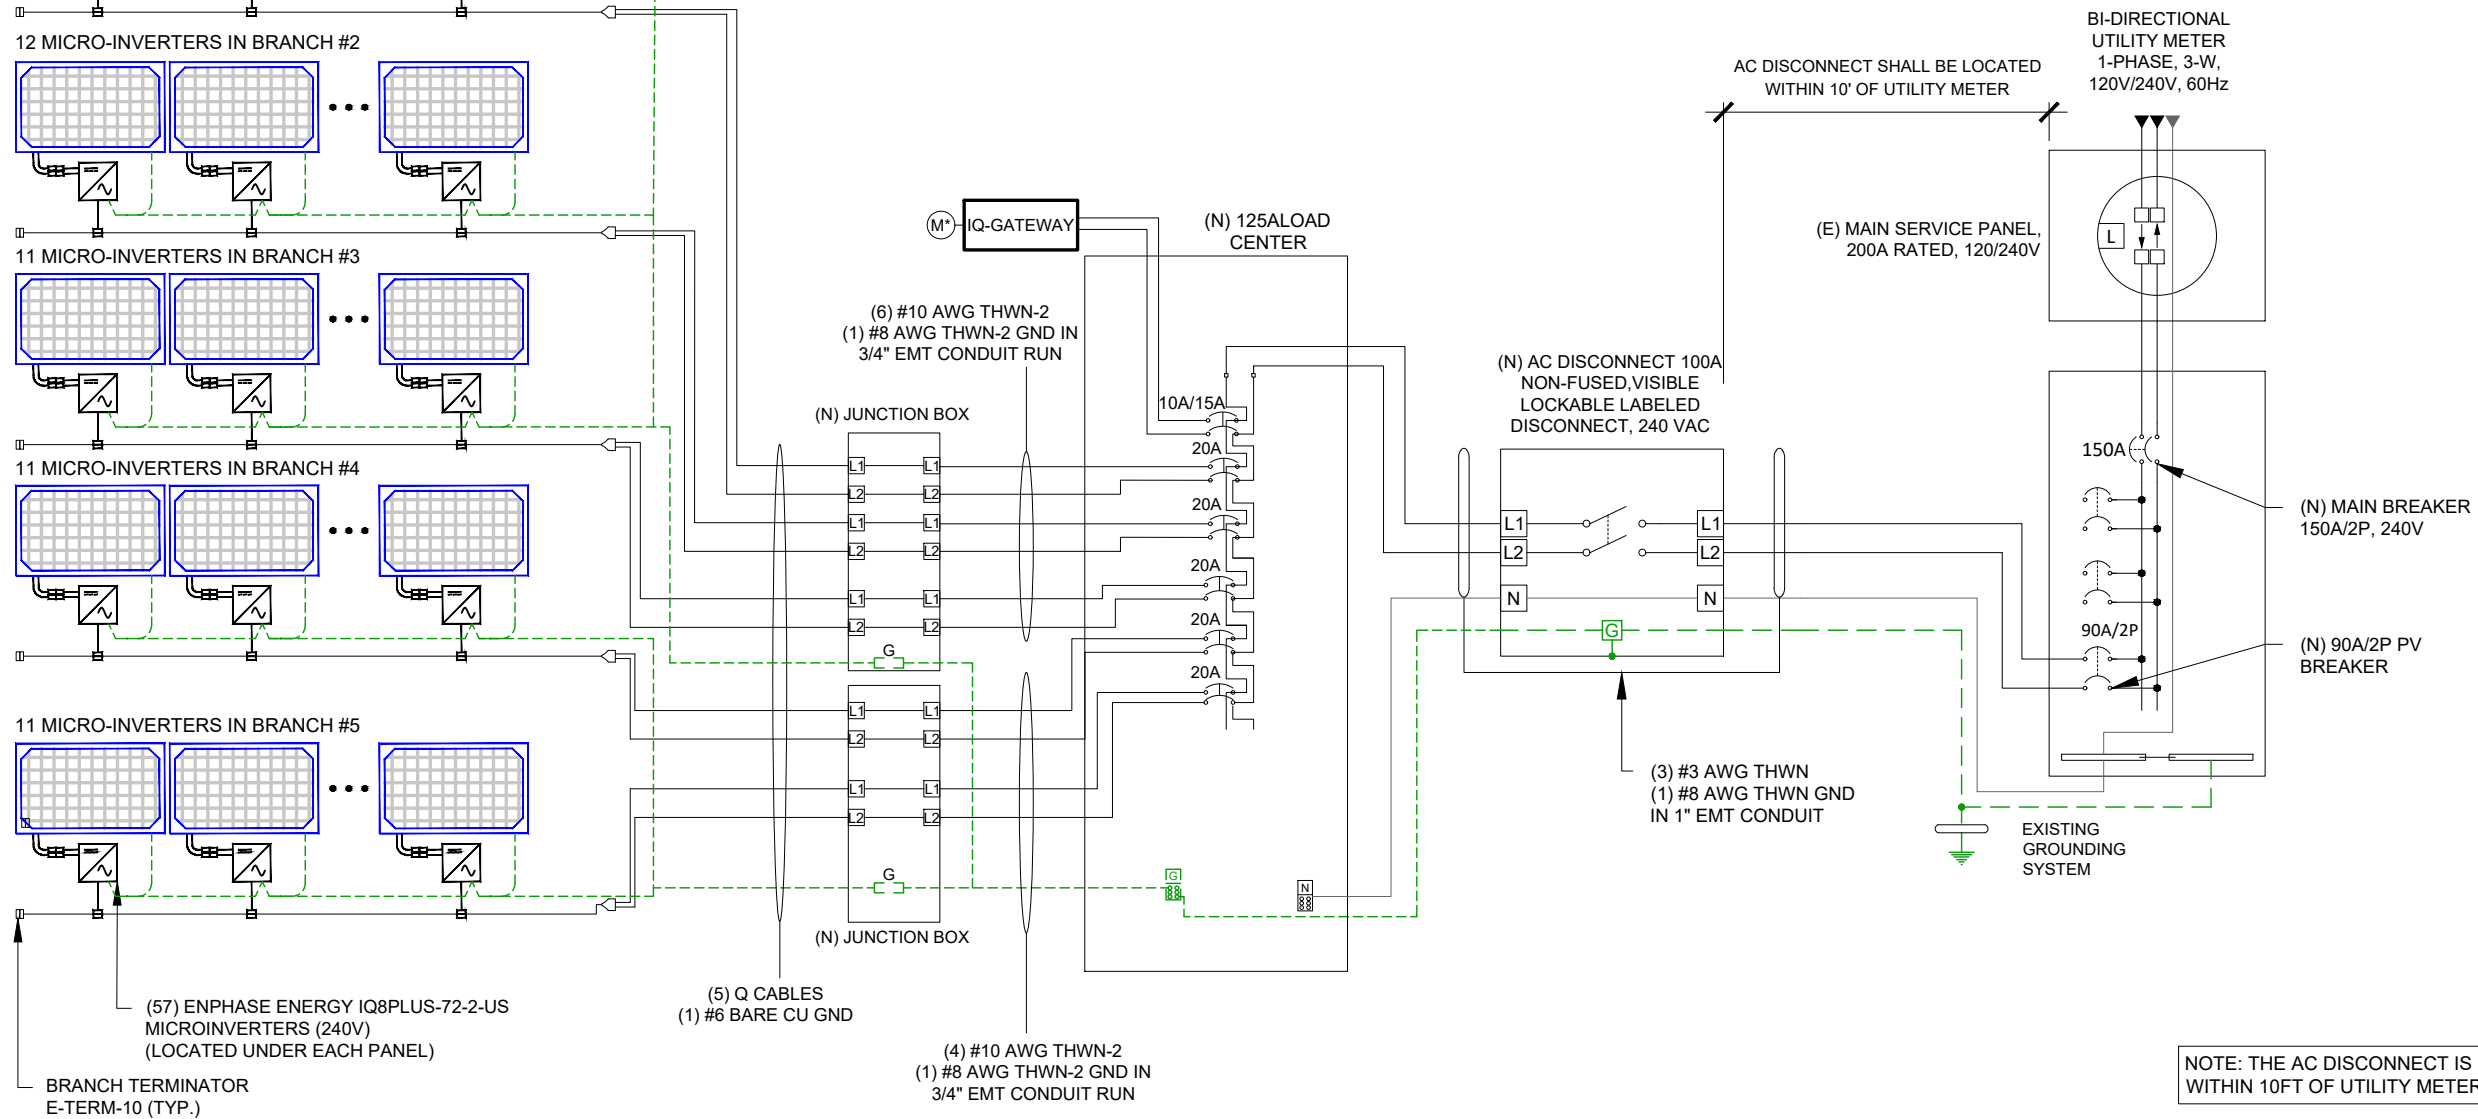 12 MICRO-INVERTERS IN BRANCH #2
11 MICRO-INVERTERS IN BRANCH #3
11 MICRO-INVERTERS IN BRANCH #4
11 MICRO-INVERTERS IN BRANCH #5
(57) ENPHASE ENERGY IQ8PLUS-72-2-US
MICROINVERTERS (240V)
(LOCATED UNDER EACH PANEL)
BRANCH TERMINATOR
E-TERM-10 (TYP.)
(N) JUNCTION BOX
L1 L1
L2 L2
L1 L1
L2 L2
L1 L1
L2 L2
G
L1 L1
L2 L2
L1 L1
L2 L2
G
(N) JUNCTION BOX
(5) Q CABLES
(1) #6 BARE CU GND
(6) #10 AWG THWN-2
(1) #8 AWG THWN-2 GND IN
3/4" EMT CONDUIT RUN
(4) #10 AWG THWN-2
(1) #8 AWG THWN-2 GND IN
3/4" EMT CONDUIT RUN
M*
IQ-GATEWAY
(N) 125ALOAD
CENTER
10A/15A
20A
20A
20A
20A
20A
G
N
(N) AC DISCONNECT 100A
NON-FUSED,VISIBLE
LOCKABLE LABELED
DISCONNECT, 240 VAC
L1 L1
L2 L2
N N
G
(3) #3 AWG THWN
(1) #8 AWG THWN GND
IN 1" EMT CONDUIT
AC DISCONNECT SHALL BE LOCATED
WITHIN 10' OF UTILITY METER
BI-DIRECTIONAL
UTILITY METER
1-PHASE, 3-W,
120V/240V, 60Hz
L
(E) MAIN SERVICE PANEL,
200A RATED, 120/240V
150A
(N) MAIN BREAKER
150A/2P, 240V
90A/2P
(N) 90A/2P PV
BREAKER
EXISTING
GROUNDING
SYSTEM
NOTE: THE AC DISCONNECT IS
WITHIN 10FT OF UTILITY METER